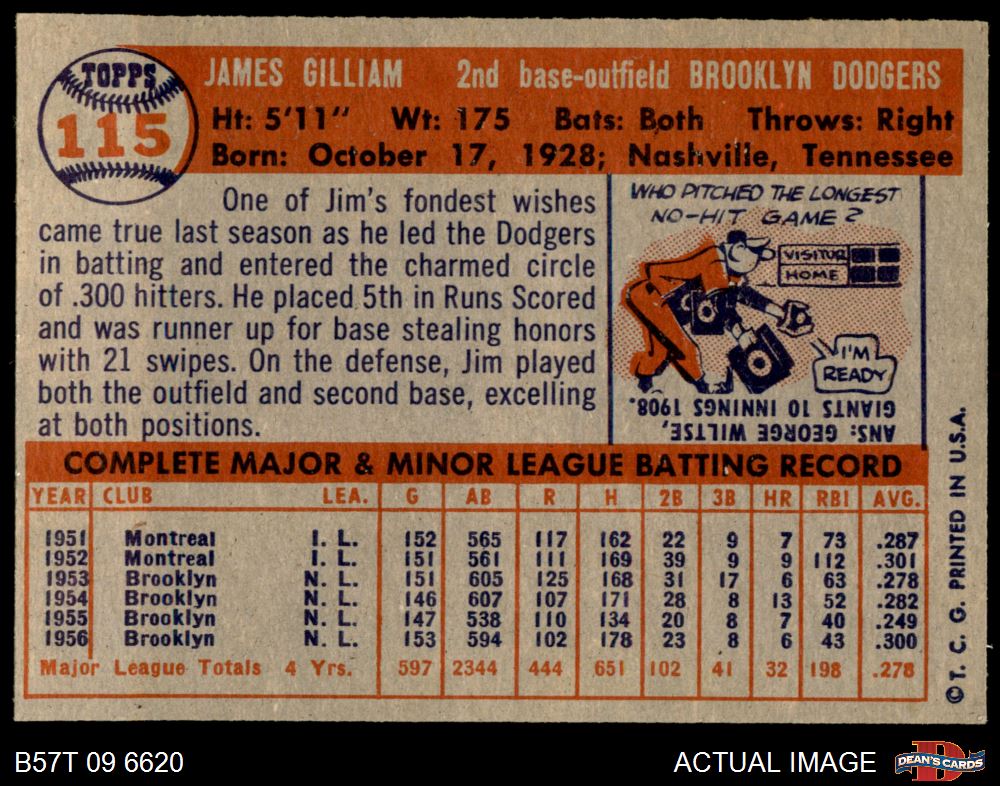 TOPPS
115
JAMES GILLIAM 2nd base-outfield BROOKLYN DODGERS
Ht: 5'11" Wt: 175 Bats: Both Throws: Right
Born: October 17, 1928; Nashville, Tennessee
One of Jim's fondest wishes
came true last season as he led the Dodgers
in batting and entered the charmed circle
of .300 hitters. He placed 5th in Runs Scored
and was runner up for base stealing honors
with 21 swipes. On the defense, Jim played
both the outfield and second base, excelling
at both positions.
WHO PITCHED THE LONGEST
NO-HIT GAME?
VISITOR
HOME
I'M
READY
ANS: GEORGE WILTSE,
GIANTS 10 INNINGS 1908.
COMPLETE MAJOR & MINOR LEAGUE BATTING RECORD
YEAR CLUB LEA. G AB R H 2B 3B HR RBI AVG.
1951 Montreal I. L. 152 565 117 162 22 9 7 73 .287
1952 Montreal I. L. 151 561 111 169 39 9 9 112 .301
1953 Brooklyn N. L. 151 605 125 168 31 17 6 63 .278
1954 Brooklyn N. L. 146 607 107 171 28 8 13 52 .282
1955 Brooklyn N. L. 147 538 110 134 20 8 7 40 .249
1956 Brooklyn N. L. 153 594 102 178 23 8 6 43 .300
Major League Totals 4 Yrs. 597 2344 444 651 102 41 32 198 .278
©T. C. G. PRINTED IN U.S.A.
B57T 09 6620
ACTUAL IMAGE
DEAN'S CARDS